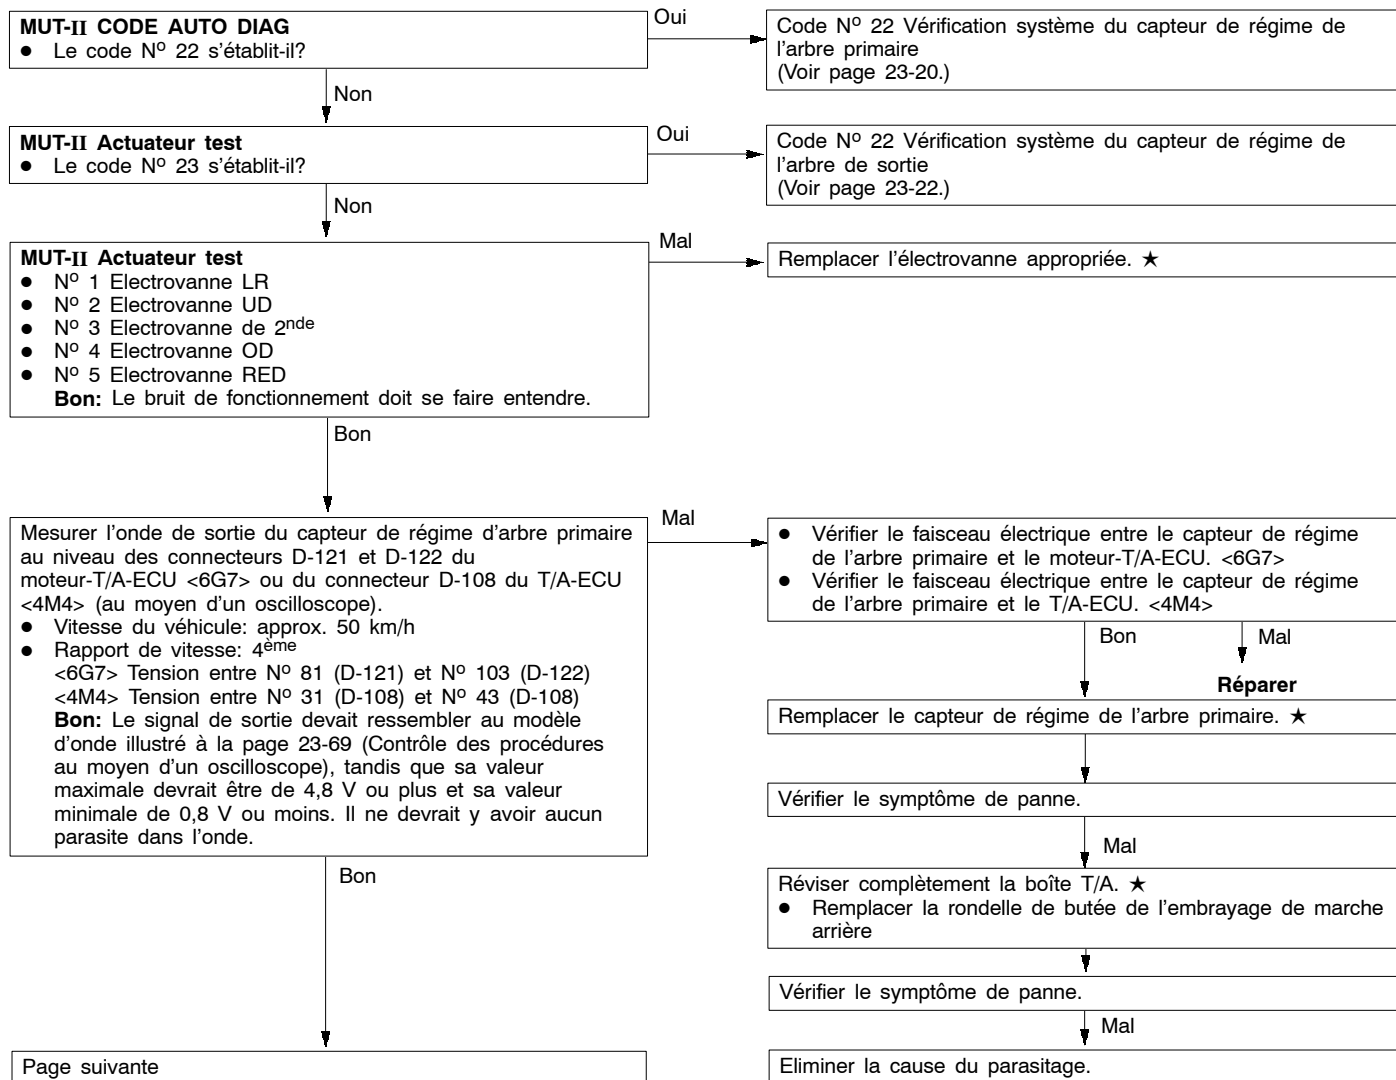 MUT-II CODE AUTO DIAG
● Le code Nº 22 s'établit-il?
Oui
Code Nº 22 Vérification système du capteur de régime de
l'arbre primaire
(Voir page 23-20.)
Non
MUT-II Actuateur test
● Le code Nº 23 s'établit-il?
Oui
Code Nº 22 Vérification système du capteur de régime de
l'arbre de sortie
(Voir page 23-22.)
Non
MUT-II Actuateur test
● Nº 1 Electrovanne LR
● Nº 2 Electrovanne UD
● Nº 3 Electrovanne de 2nde
● Nº 4 Electrovanne OD
● Nº 5 Electrovanne RED
Bon: Le bruit de fonctionnement doit se faire entendre.
Mal
Remplacer l'électrovanne appropriée. ★
Bon
Mesurer l'onde de sortie du capteur de régime d'arbre primaire
au niveau des connecteurs D-121 et D-122 du
moteur-T/A-ECU <6G7> ou du connecteur D-108 du T/A-ECU
<4M4> (au moyen d'un oscilloscope).
● Vitesse du véhicule: approx. 50 km/h
● Rapport de vitesse: 4ème
<6G7> Tension entre Nº 81 (D-121) et Nº 103 (D-122)
<4M4> Tension entre Nº 31 (D-108) et Nº 43 (D-108)
Bon: Le signal de sortie devait ressembler au modèle
d'onde illustré à la page 23-69 (Contrôle des procédures
au moyen d'un oscilloscope), tandis que sa valeur
maximale devrait être de 4,8 V ou plus et sa valeur
minimale de 0,8 V ou moins. Il ne devrait y avoir aucun
parasite dans l'onde.
Mal
● Vérifier le faisceau électrique entre le capteur de régime
de l'arbre primaire et le moteur-T/A-ECU. <6G7>
● Vérifier le faisceau électrique entre le capteur de régime
de l'arbre primaire et le T/A-ECU. <4M4>
Bon
Mal
Réparer
Remplacer le capteur de régime de l'arbre primaire. ★
Vérifier le symptôme de panne.
Mal
Réviser complètement la boîte T/A. ★
● Remplacer la rondelle de butée de l'embrayage de marche
arrière
Vérifier le symptôme de panne.
Mal
Eliminer la cause du parasitage.
Bon
Page suivante